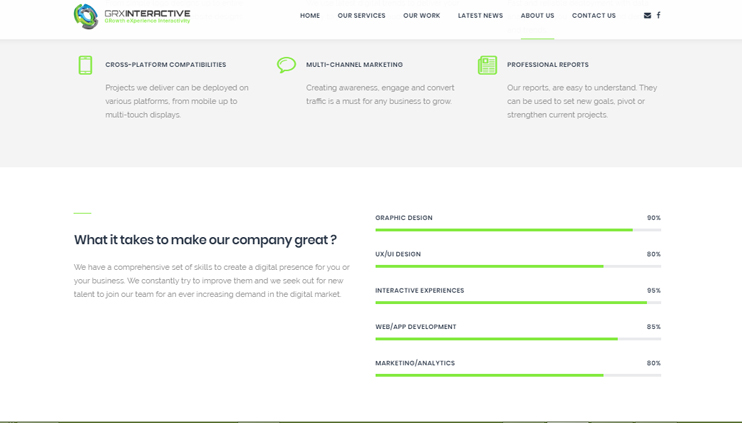 GRXINTERACTIVE
GRowth eXperience Interactivity
HOME OUR SERVICES OUR WORK LATEST NEWS ABOUT US CONTACT US
CROSS-PLATFORM COMPATIBILITIES
Projects we deliver can be deployed on
various platforms, from mobile up to
multi-touch displays.
MULTI-CHANNEL MARKETING
Creating awareness, engage and convert
traffic is a must for any business to grow.
PROFESSIONAL REPORTS
Our reports, are easy to understand. They
can be used to set new goals, pivot or
strengthen current projects.
What it takes to make our company great ?
We have a comprehensive set of skills to create a digital presence for you or
your business. We constantly try to improve them and we seek out for new
talent to join our team for an ever increasing demand in the digital market.
GRAPHIC DESIGN 90%
UX/UI DESIGN 80%
INTERACTIVE EXPERIENCES 95%
WEB/APP DEVELOPMENT 85%
MARKETING/ANALYTICS 80%